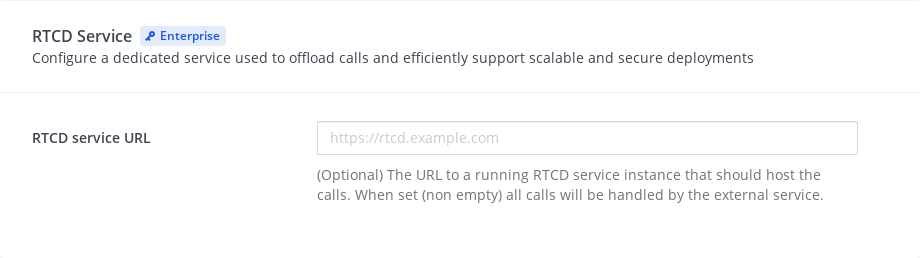 RTCD Service Enterprise
Configure a dedicated service used to offload calls and efficiently support scalable and secure deployments
RTCD service URL
https://rtcd.example.com
(Optional) The URL to a running RTCD service instance that should host the
calls. When set (non empty) all calls will be handled by the external service.